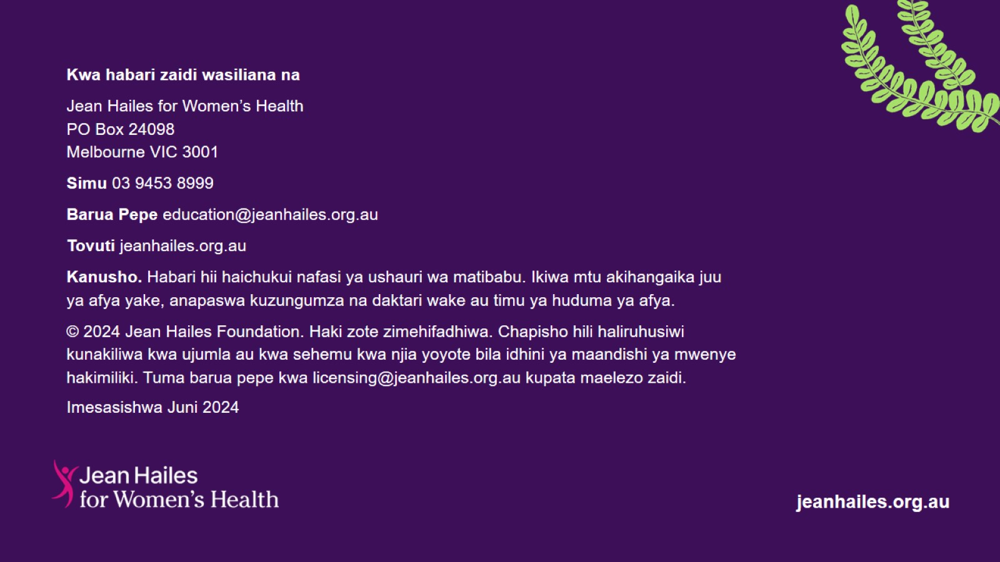 Kwa habari zaidi wasiliana na
Jean Hailes for Women’s Health
PO Box 24098
Melbourne VIC 3001
Simu 03 9453 8999
Barua Pepe education@jeanhailes.org.au
Tovuti jeanhailes.org.au
Kanusho. Habari hii haichukui nafasi ya ushauri wa matibabu. Ikiwa mtu akihangaika juu
ya afya yake, anapaswa kuzungumza na daktari wake au timu ya huduma ya afya.
© 2024 Jean Hailes Foundation. Haki zote zimehifadhiwa. Chapisho hili haliruhusiwi
kunakiliwa kwa ujumla au kwa sehemu kwa njia yoyote bila idhini ya maandishi ya mwenye
hakimiliki. Tuma barua pepe kwa licensing@jeanhailes.org.au kupata maelezo zaidi.
Imesasishwa Juni 2024
Jean Hailes
for Women’s Health
jeanhailes.org.au